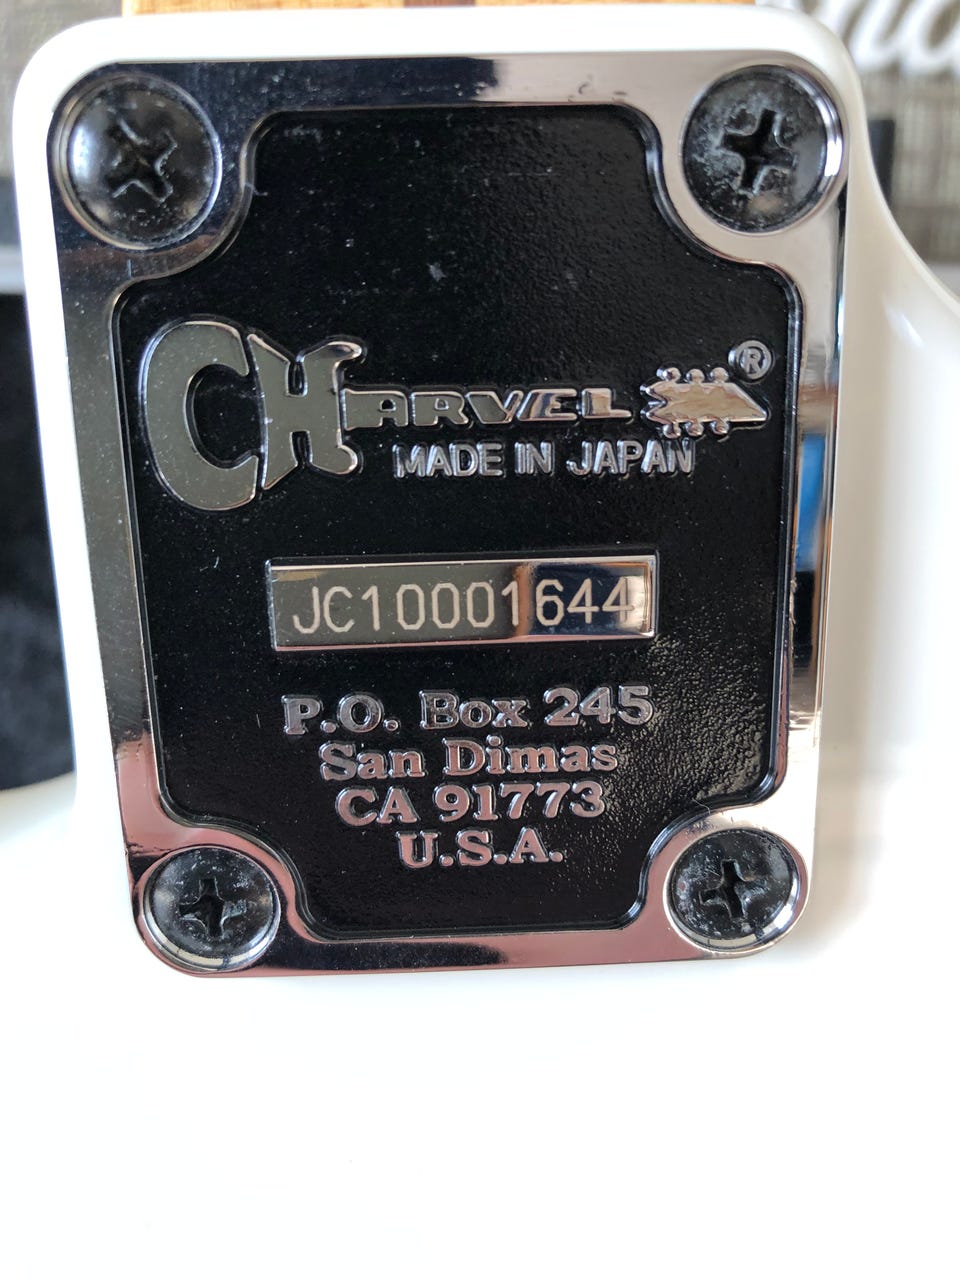 CHARVEL ®
MADE IN JAPAN
JC10001644
P.O. Box 245
San Dimas
CA 91773
U.S.A.